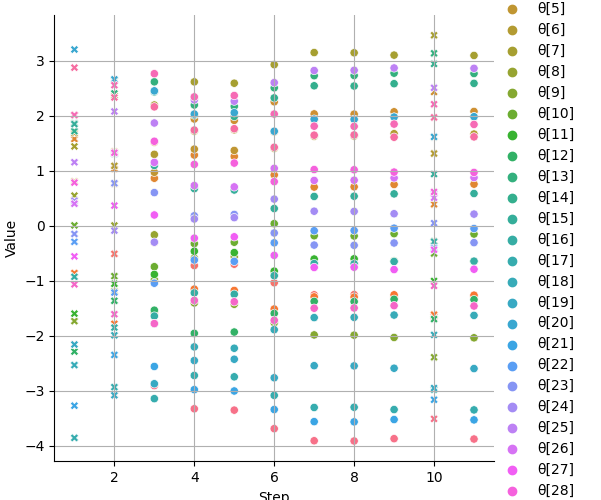 Value
3
2
1
0
−1
−2
−3
−4
2
4
6
8
10
Step
θ[5]
θ[6]
θ[7]
θ[8]
θ[9]
θ[10]
θ[11]
θ[12]
θ[13]
θ[14]
θ[15]
θ[16]
θ[17]
θ[18]
θ[19]
θ[20]
θ[21]
θ[22]
θ[23]
θ[24]
θ[25]
θ[26]
θ[27]
θ[28]